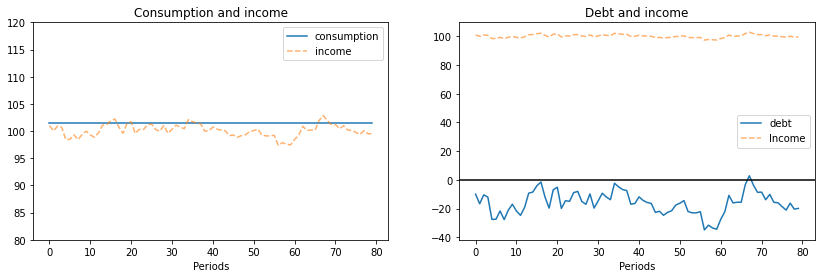 Consumption and income
120
115
110
105
100
95
90
85
80
0 10 20 30 40 50 60 70 80
Periods
consumption
income
Debt and income
100
80
60
40
20
0
−20
−40
0 10 20 30 40 50 60 70 80
Periods
debt
Income